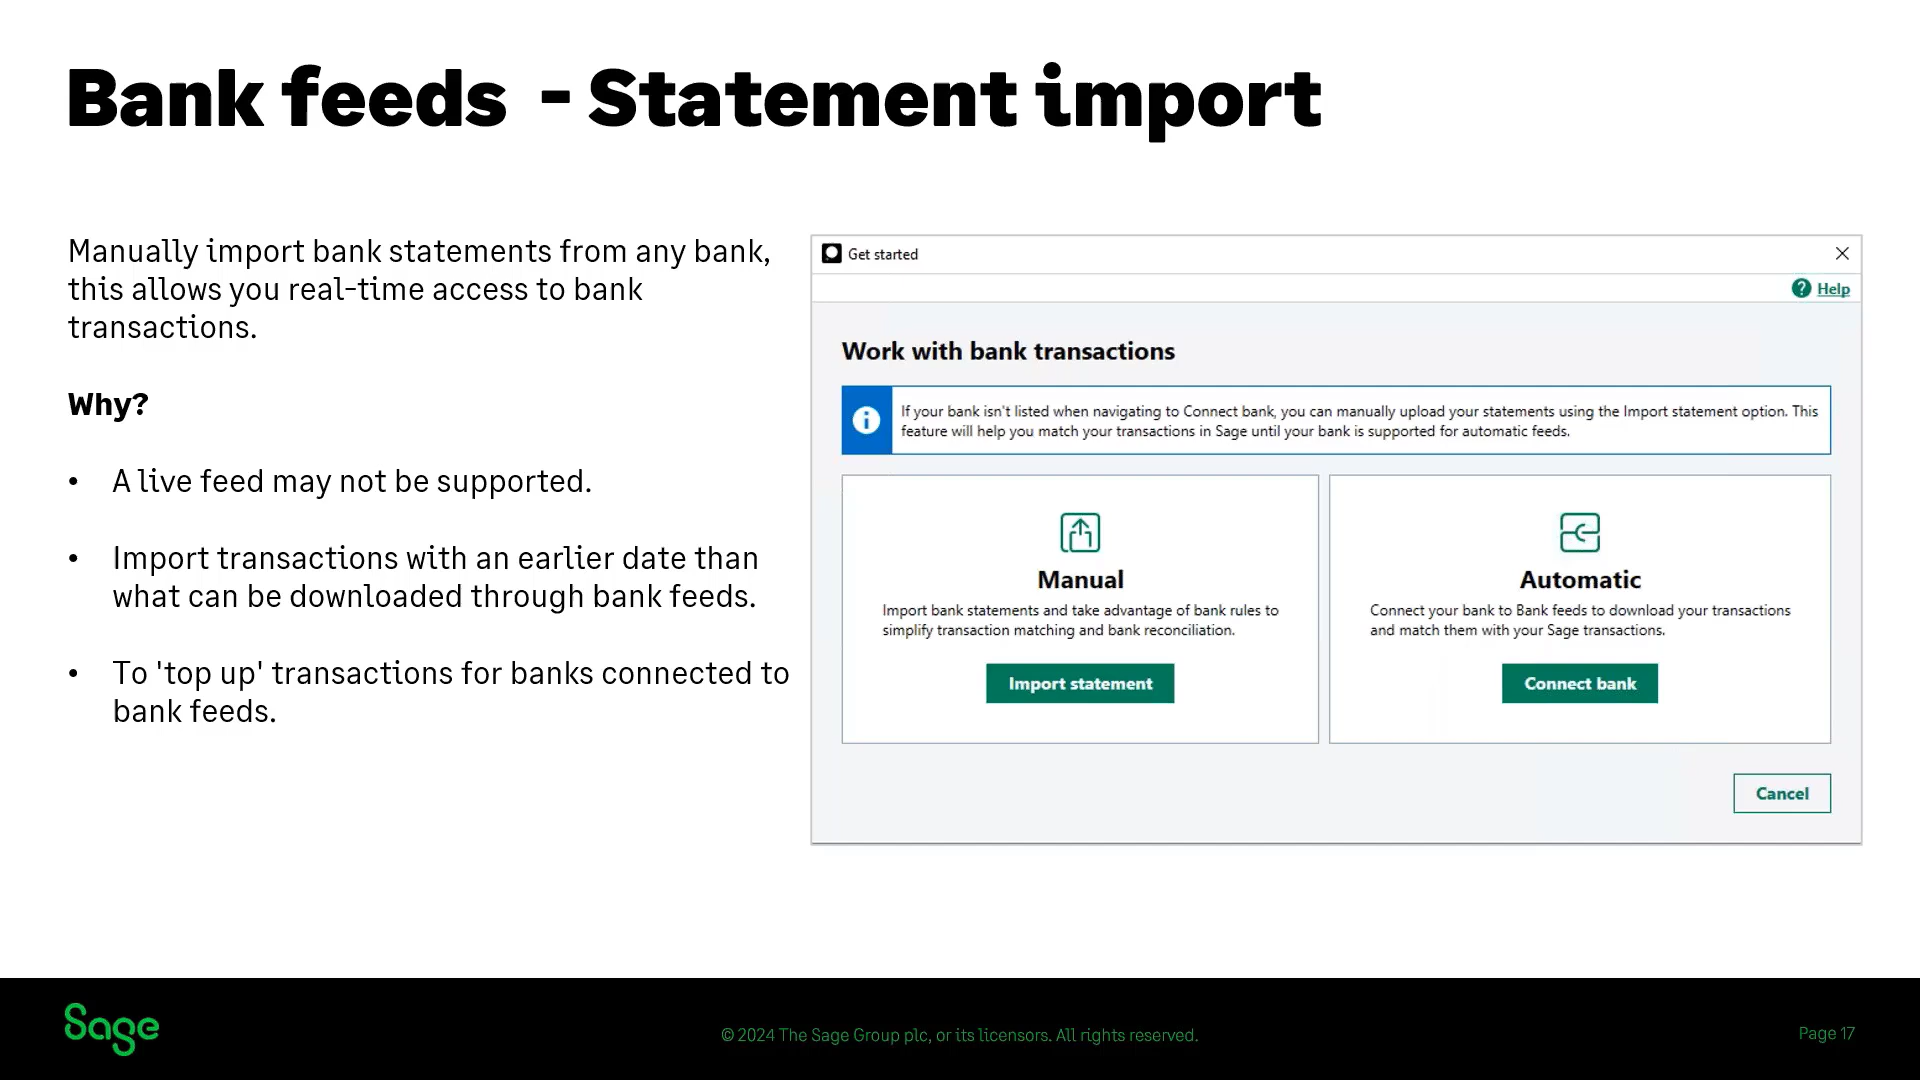 Bank feeds - Statement import
Manually import bank statements from any bank,
this allows you real-time access to bank
transactions.
Why?
• A live feed may not be supported.
• Import transactions with an earlier date than
what can be downloaded through bank feeds.
• To 'top up' transactions for banks connected to
bank feeds.
Get started
Help
Work with bank transactions
If your bank isn't listed when navigating to Connect bank, you can manually upload your statements using the Import statement option. This
feature will help you match your transactions in Sage until your bank is supported for automatic feeds.
Manual
Import bank statements and take advantage of bank rules to
simplify transaction matching and bank reconciliation.
Import statement
Automatic
Connect your bank to Bank feeds to download your transactions
and match them with your Sage transactions.
Connect bank
Cancel
Sage
© 2024 The Sage Group plc, or its licensors. All rights reserved.
Page 17